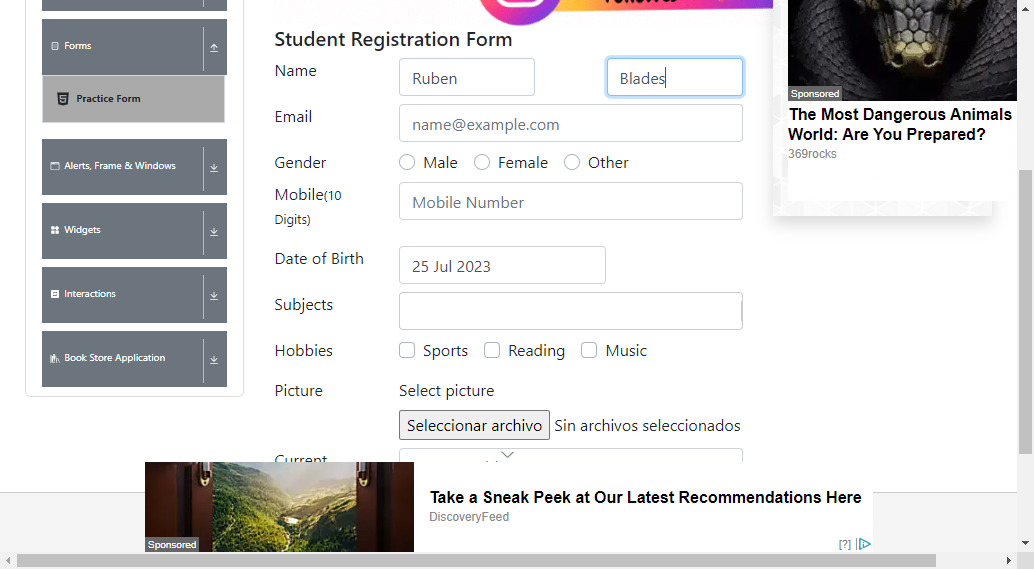 Forms
Practice Form
Alerts, Frame & Windows
Widgets
Interactions
Book Store Application
Student Registration Form
Name
Ruben
Blades
Email
name@example.com
Gender
Male
Female
Other
Mobile(10 Digits)
Mobile Number
Date of Birth
25 Jul 2023
Subjects
Hobbies
Sports
Reading
Music
Picture
Select picture
Seleccionar archivo
Sin archivos seleccionados
Current
Sponsored
The Most Dangerous Animals
World: Are You Prepared?
369rocks
Take a Sneak Peek at Our Latest Recommendations Here
DiscoveryFeed
Sponsored
[?]